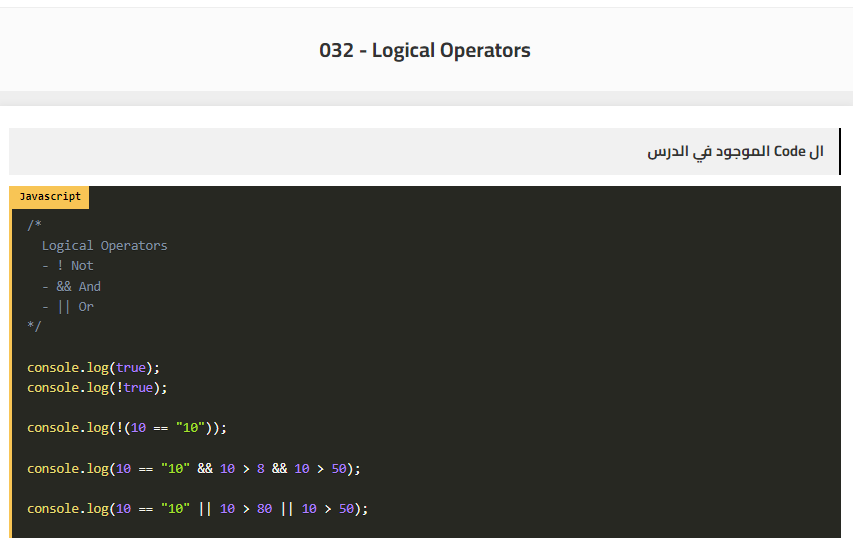 032 - Logical Operators
ال Code الموجود في الدرس
Javascript
/*
  Logical Operators
  - ! Not
  - && And
  - || Or
*/
console.log(true);
console.log(!true);
console.log(!(10 == "10"));
console.log(10 == "10" && 10 > 8 && 10 > 50);
console.log(10 == "10" || 10 > 80 || 10 > 50);